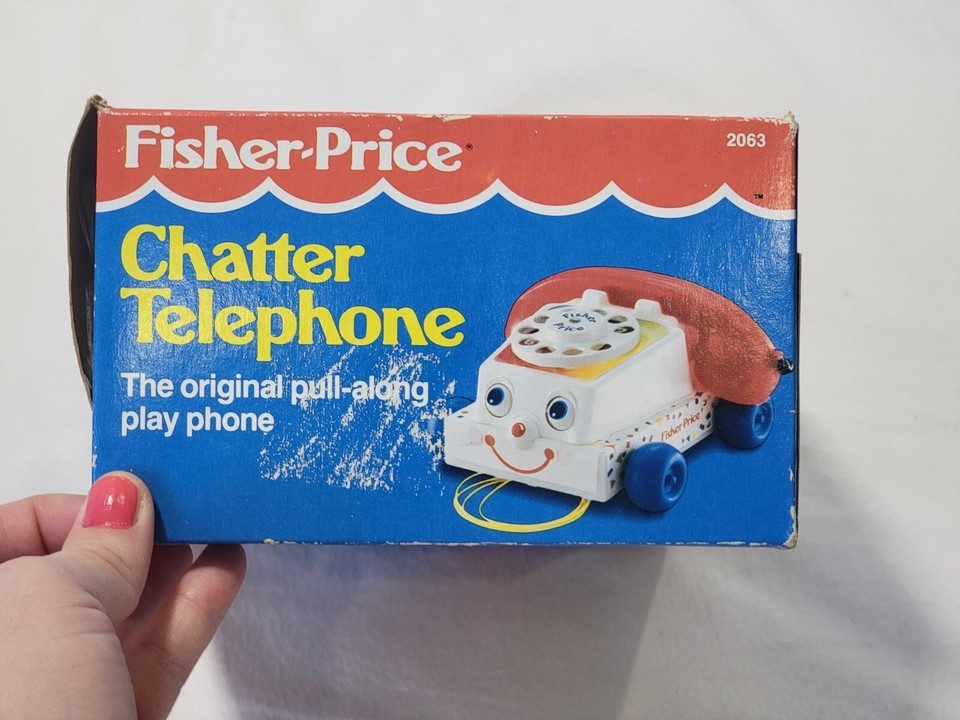 Fisher-Price®
2063
™
Chatter
Telephone
The original pull-along
play phone
Fisher
Price
Fisher-Price